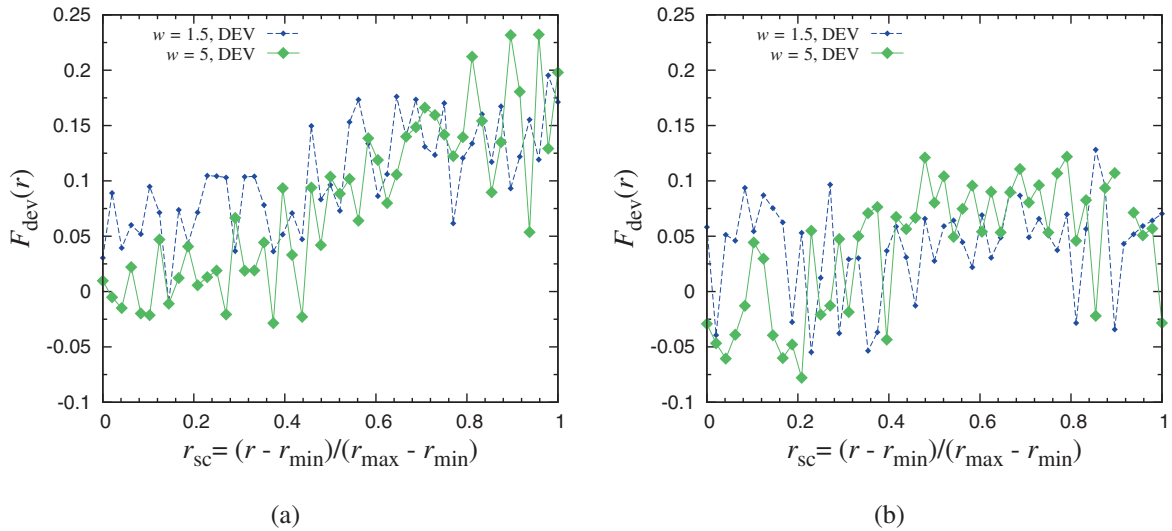 0.25
0.2
0.15
0.1
0.05
0
-0.05
-0.1
0 0.2 0.4 0.6 0.8 1
F_dev(r)
r_sc= (r - r_min)/(r_max - r_min)
w = 1.5, DEV
w = 5, DEV
(a)
0.25
0.2
0.15
0.1
0.05
0
-0.05
-0.1
0 0.2 0.4 0.6 0.8 1
F_dev(r)
r_sc= (r - r_min)/(r_max - r_min)
w = 1.5, DEV
w = 5, DEV
(b)